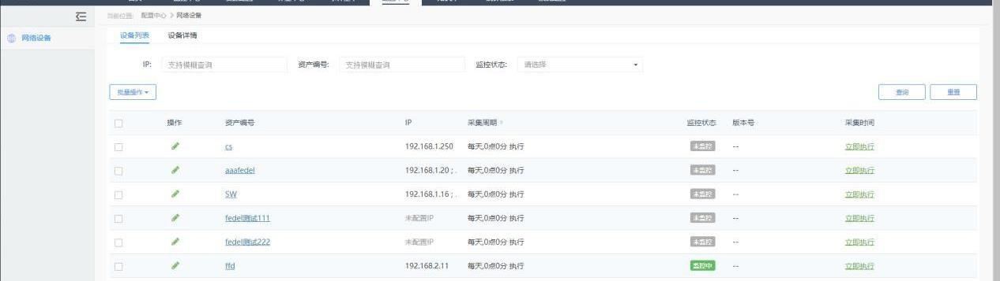 当前位置: 配置中心 > 网络设备
网络设备
设备列表 设备详情
IP: 支持模糊查询 资产编号: 支持模糊查询 监控状态: 请选择
批量操作 查询 重置
操作 资产编号 IP 采集周期 监控状态 版本号 采集时间
cs 192.168.1.250 每天,0点0分 执行 未监控 -- 立即执行
aaafedel 192.168.1.20 ; . 每天,0点0分 执行 未监控 -- 立即执行
SW 192.168.1.16 ; . 每天,0点0分 执行 未监控 -- 立即执行
fedel测试111 未配置IP 每天,0点0分 执行 未监控 -- 立即执行
fedel测试222 未配置IP 每天,0点0分 执行 未监控 -- 立即执行
ffd 192.168.2.11 每天,0点0分 执行 监控中 -- 立即执行